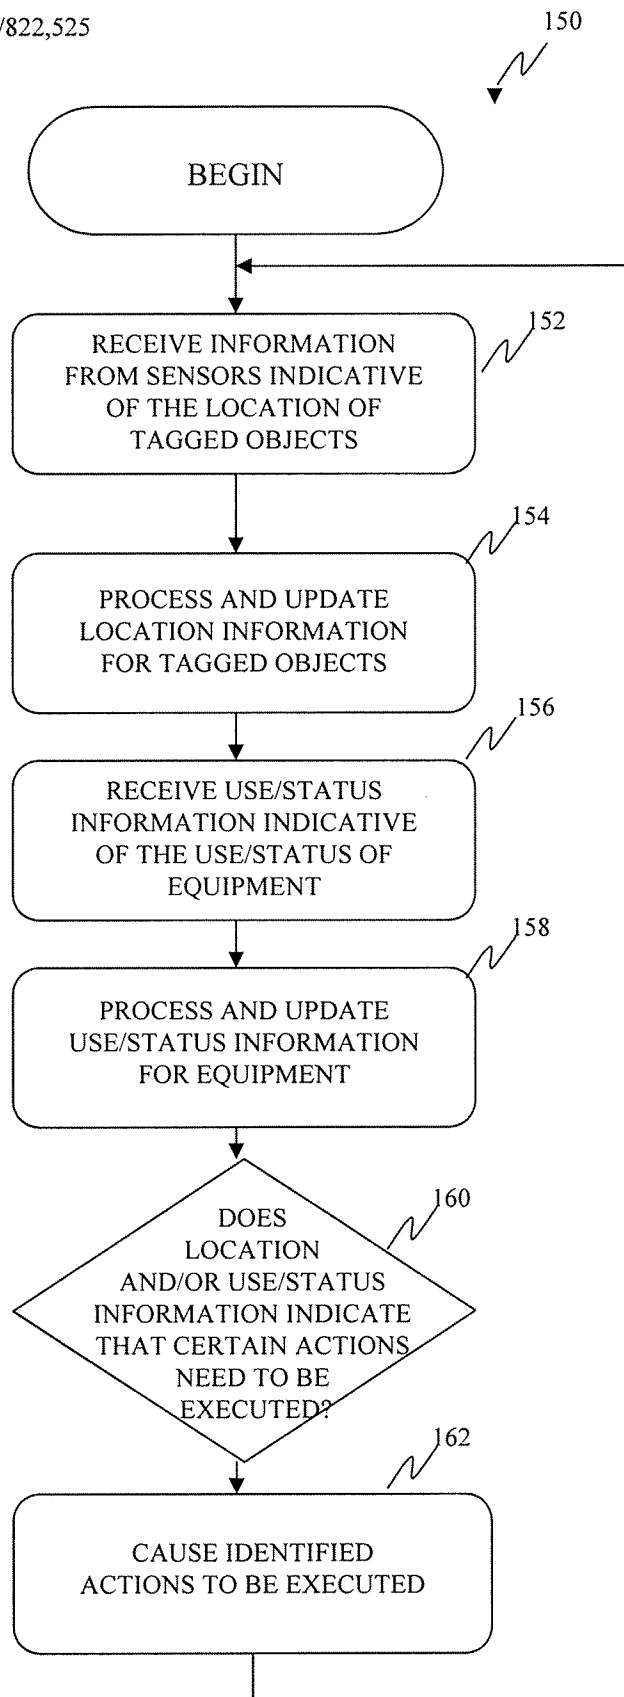 /822,525
150
BEGIN
152
RECEIVE INFORMATION
FROM SENSORS INDICATIVE
OF THE LOCATION OF
TAGGED OBJECTS
154
PROCESS AND UPDATE
LOCATION INFORMATION
FOR TAGGED OBJECTS
156
RECEIVE USE/STATUS
INFORMATION INDICATIVE
OF THE USE/STATUS OF
EQUIPMENT
158
PROCESS AND UPDATE
USE/STATUS INFORMATION
FOR EQUIPMENT
160
DOES
LOCATION
AND/OR USE/STATUS
INFORMATION INDICATE
THAT CERTAIN ACTIONS
NEED TO BE
EXECUTED?
162
CAUSE IDENTIFIED
ACTIONS TO BE EXECUTED